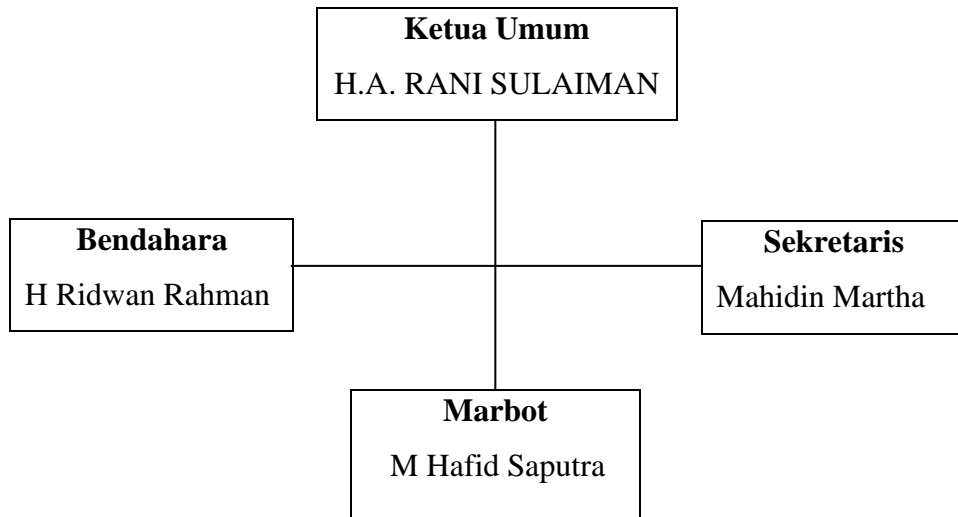 Ketua Umum
H.A. RANI SULAIMAN
Bendahara
H Ridwan Rahman
Sekretaris
Mahidin Martha
Marbot
M Hafid Saputra